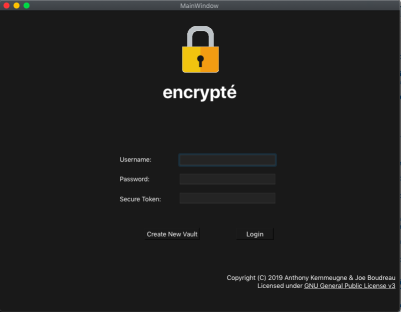 MainWindow
encrypté
Username:
Password:
Secure Token:
Create New Vault Login
Copyright (C) 2019 Anthony Kemmeugne & Joe Boudreau
Licensed under GNU General Public License v3